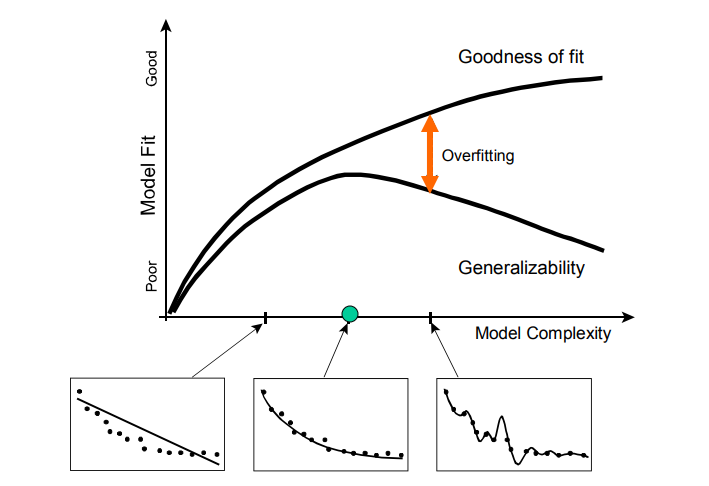 Good
Goodness of fit
Model Fit
Overfitting
Poor
Generalizability
Model Complexity